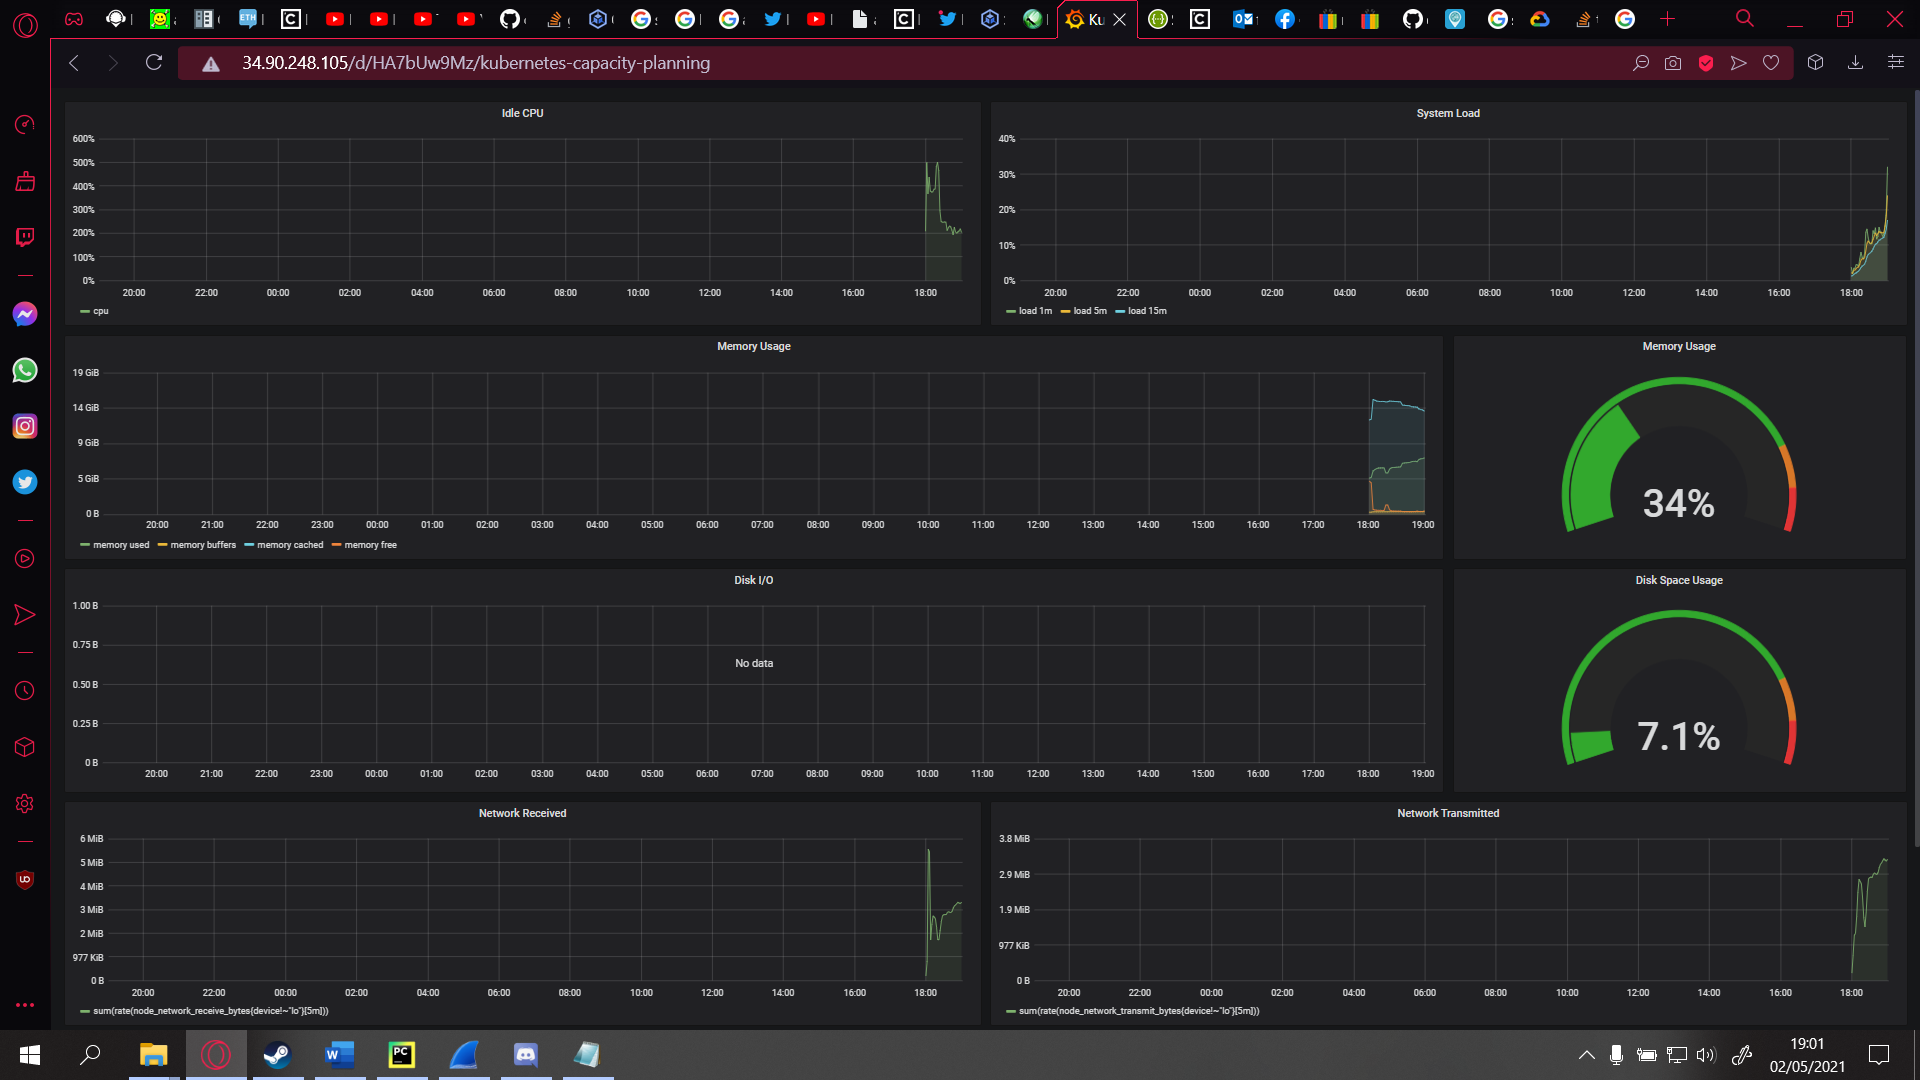 Ku
34.90.248.105/d/HA7bUw9Mz/kubernetes-capacity-planning
Idle CPU
600%
500%
400%
300%
200%
100%
0%
20:00 22:00 00:00 02:00 04:00 06:00 08:00 10:00 12:00 14:00 16:00 18:00
cpu
System Load
40%
30%
20%
10%
0%
20:00 22:00 00:00 02:00 04:00 06:00 08:00 10:00 12:00 14:00 16:00 18:00
load 1m load 5m load 15m
Memory Usage
19 GiB
14 GiB
9 GiB
5 GiB
0 B
20:00 21:00 22:00 23:00 00:00 01:00 02:00 03:00 04:00 05:00 06:00 07:00 08:00 09:00 10:00 11:00 12:00 13:00 14:00 15:00 16:00 17:00 18:00 19:00
memory used memory buffers memory cached memory free
Memory Usage
34%
Disk I/O
1.00 B
0.75 B
0.50 B
0.25 B
0 B
No data
20:00 21:00 22:00 23:00 00:00 01:00 02:00 03:00 04:00 05:00 06:00 07:00 08:00 09:00 10:00 11:00 12:00 13:00 14:00 15:00 16:00 17:00 18:00 19:00
Disk Space Usage
7.1%
Network Received
6 MiB
5 MiB
4 MiB
3 MiB
2 MiB
977 KiB
0 B
20:00 22:00 00:00 02:00 04:00 06:00 08:00 10:00 12:00 14:00 16:00 18:00
sum(rate(node_network_receive_bytes{device!~"lo"}[5m]))
Network Transmitted
3.8 MiB
2.9 MiB
1.9 MiB
977 KiB
0 B
20:00 22:00 00:00 02:00 04:00 06:00 08:00 10:00 12:00 14:00 16:00 18:00
sum(rate(node_network_transmit_bytes{device!~"lo"}[5m]))
19:01
02/05/2021